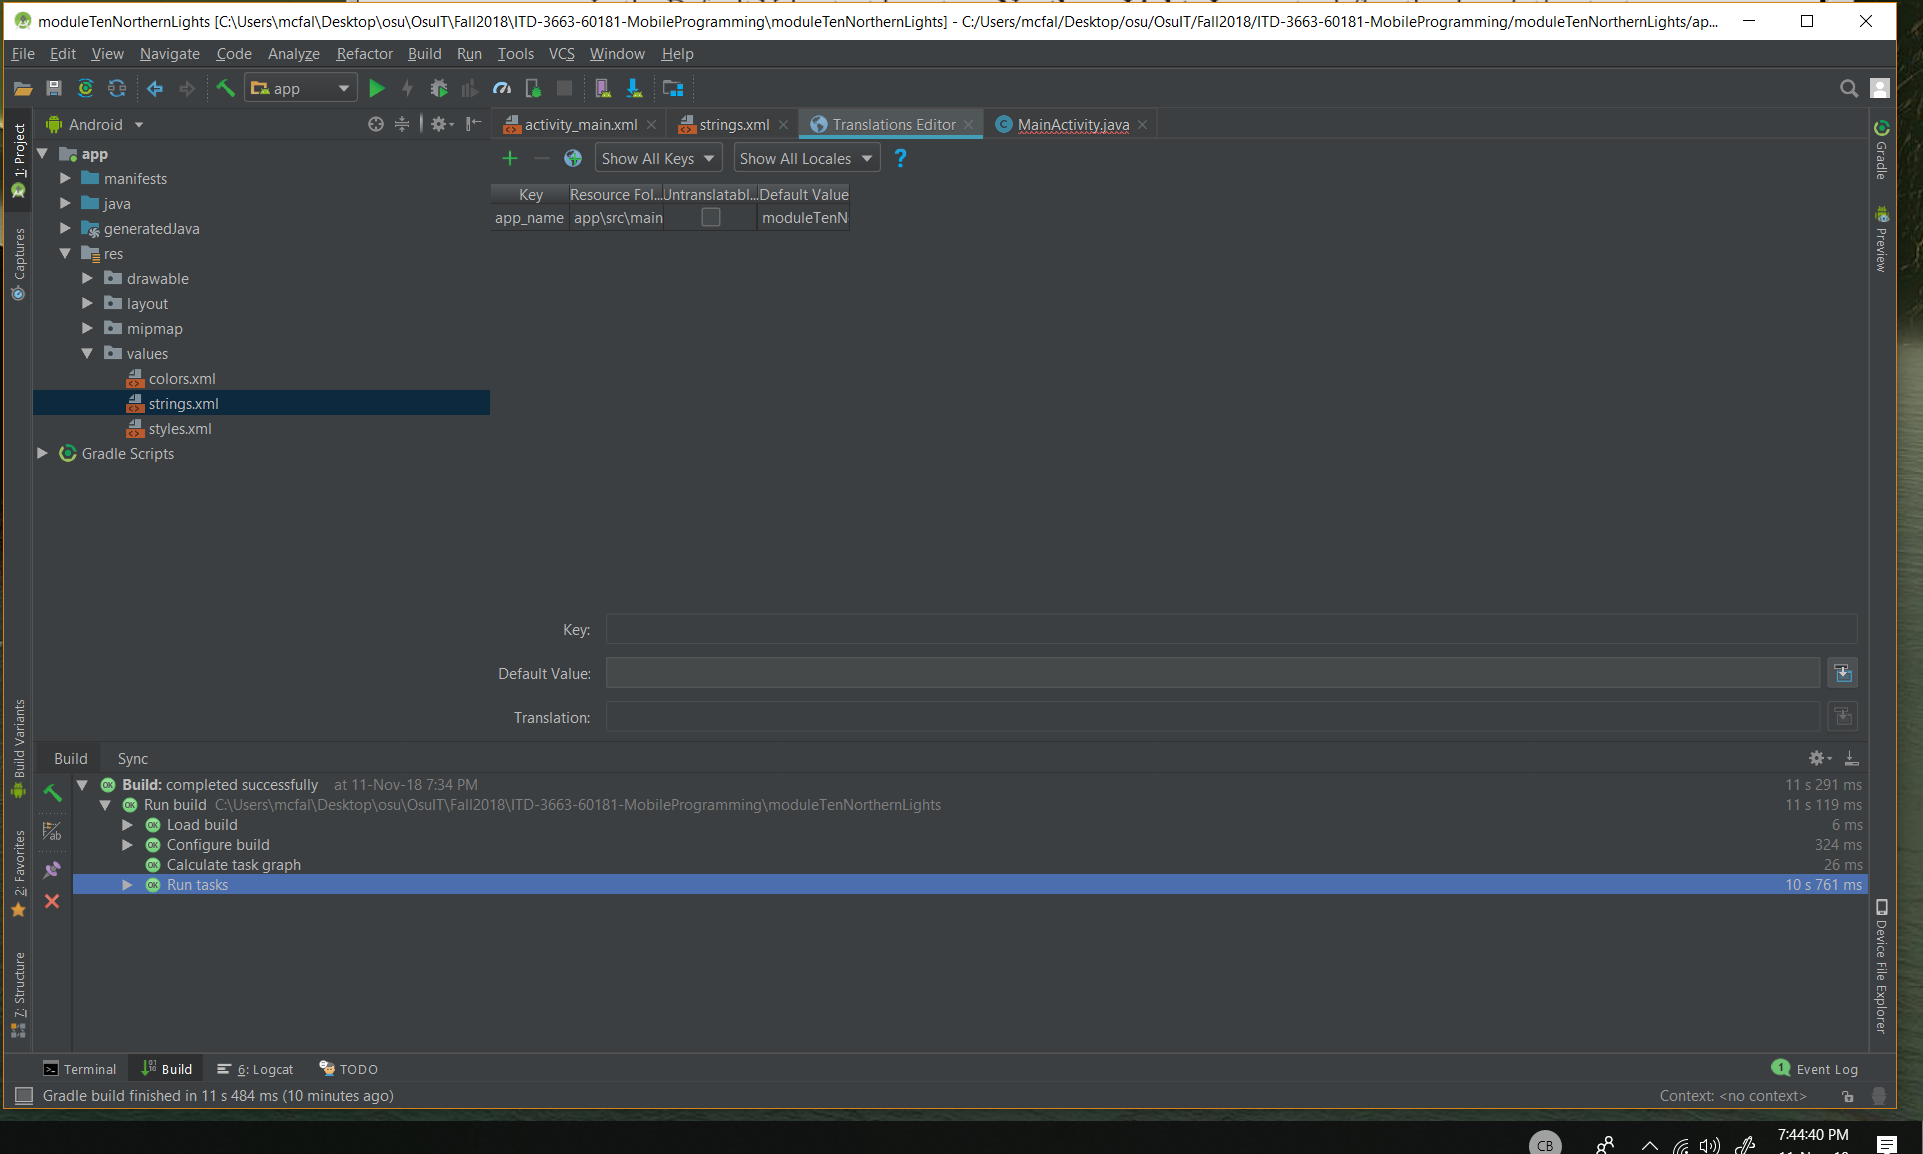 moduleTenNorthernLights [C:\Users\mcfal\Desktop\osu\OsuIT\Fall2018\ITD-3663-60181-MobileProgramming\moduleTenNorthernLights] - C:/Users/mcfal/Desktop/osu/OsuIT/Fall2018/ITD-3663-60181-MobileProgramming/moduleTenNorthernLights/ap...
File Edit View Navigate Code Analyze Refactor Build Run Tools VCS Window Help
app
Android
activity_main.xml strings.xml Translations Editor MainActivity.java
Show All Keys Show All Locales ?
Key Resource Fol... Untranslatabl... Default Value
app_name app\src\main moduleTenN
app
manifests
java
generatedJava
res
drawable
layout
mipmap
values
colors.xml
strings.xml
styles.xml
Gradle Scripts
1: Project
Captures
Build Variants
2: Favorites
7: Structure
Gradle
Preview
Device File Explorer
Key:
Default Value:
Translation:
Build Sync
Build: completed successfully at 11-Nov-18 7:34 PM 11 s 291 ms
Run build C:\Users\mcfal\Desktop\osu\OsuIT\Fall2018\ITD-3663-60181-MobileProgramming\moduleTenNorthernLights 11 s 119 ms
Load build 6 ms
Configure build 324 ms
Calculate task graph 26 ms
Run tasks 10 s 761 ms
Terminal Build 6: Logcat TODO 1 Event Log
Gradle build finished in 11 s 484 ms (10 minutes ago) Context: <no context>
CB 7:44:40 PM